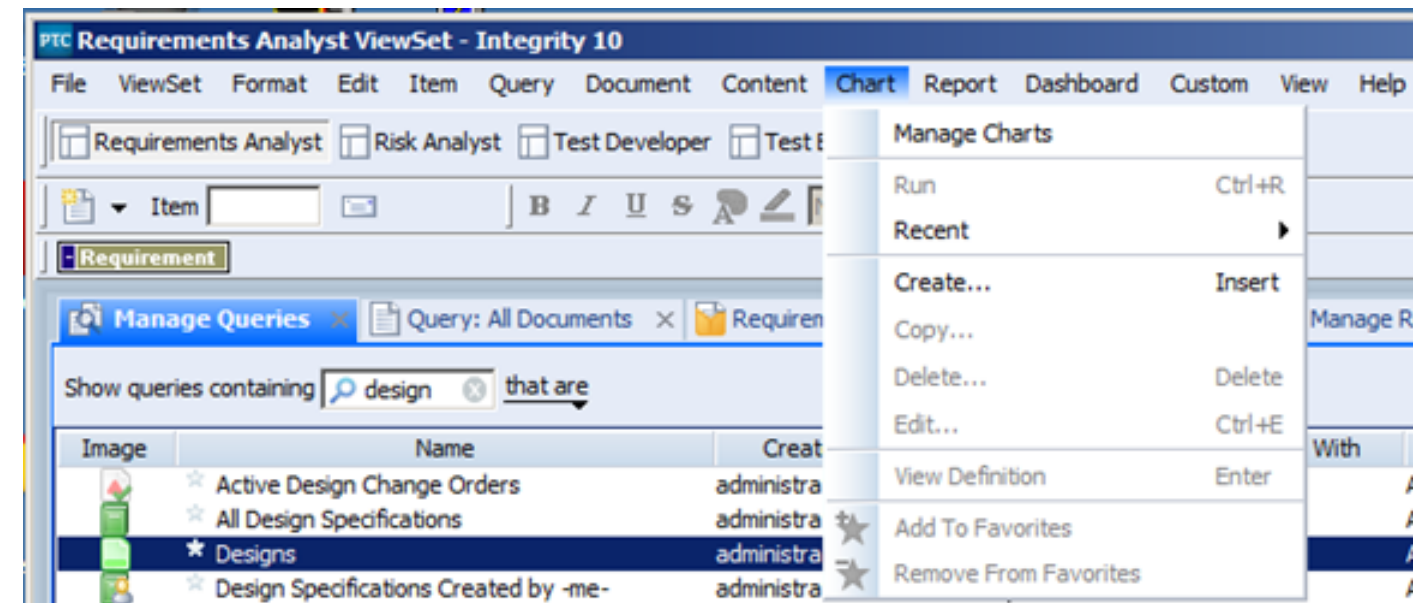 PTC Requirements Analyst ViewSet - Integrity 10
File ViewSet Format Edit Item Query Document Content Chart Report Dashboard Custom View Help
Requirements Analyst Risk Analyst Test Developer Test
Manage Charts
Item B I U S A
Run Ctrl+R
Recent
- Requirement
Create... Insert
Manage Queries Query: All Documents Requirem Manage R
Copy...
Show queries containing design that are
Delete... Delete
Edit... Ctrl+E
Image Name Creat With
View Definition Enter
Active Design Change Orders administra A
All Design Specifications administra A
Add To Favorites
Designs administra A
Remove From Favorites
Design Specifications Created by -me- administra A